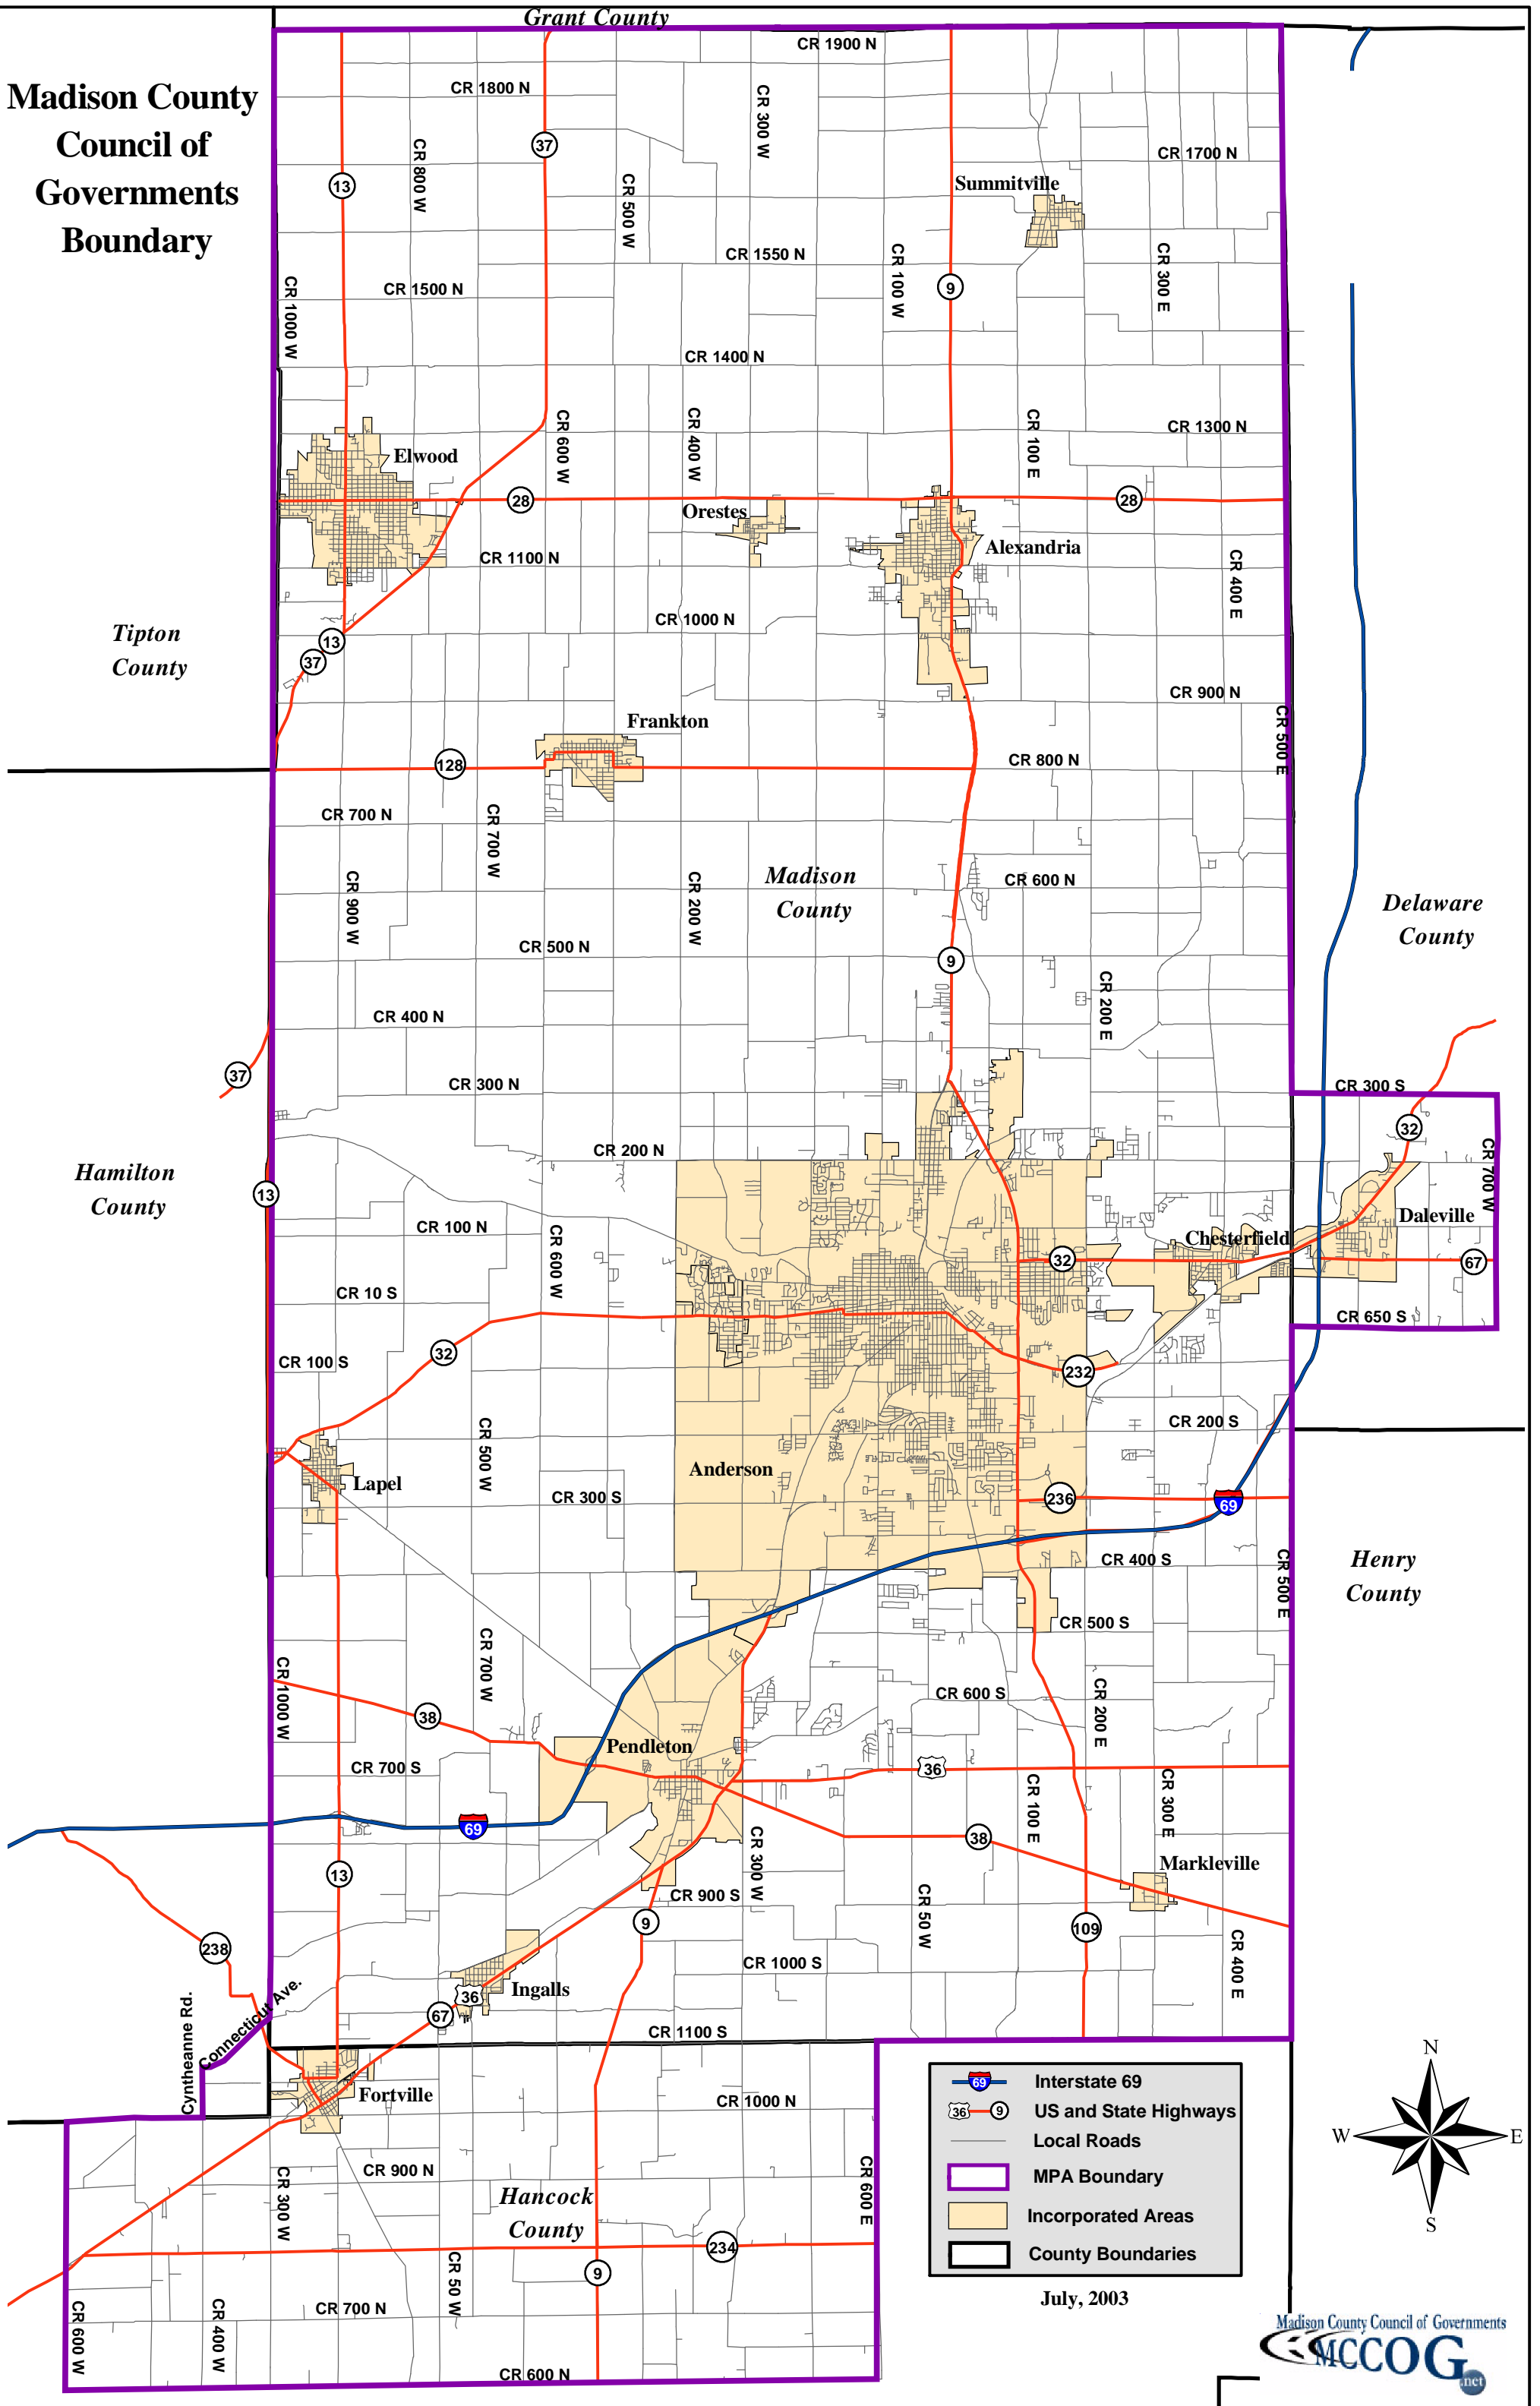 Grant County
Madison County
Council of
Governments
Boundary
CR 1900 N
CR 1800 N
CR 300 W
37
CR 800 W
CR 1700 N
13
CR 500 W
Summitville
CR 1550 N
CR 100 W
CR 300 E
CR 1000 W
CR 1500 N
9
CR 1400 N
CR 600 W
CR 400 W
CR 100 E
CR 1300 N
Elwood
28
28
Orestes
Alexandria
CR 1100 N
CR 400 E
CR 1000 N
Tipton
County
13
37
CR 900 N
Frankton
CR 500 E
128
CR 800 N
CR 700 N
CR 700 W
CR 900 W
CR 200 W
Madison
County
CR 600 N
Delaware
County
CR 500 N
9
CR 200 E
CR 400 N
37
CR 300 N
CR 300 S
32
CR 200 N
CR 700 W
Hamilton
County
13
CR 100 N
CR 600 W
Daleville
Chesterfield
32
67
CR 10 S
CR 650 S
32
CR 100 S
232
CR 200 S
CR 500 W
Anderson
Lapel
CR 300 S
236
69
CR 400 S
CR 500 E
Henry
County
CR 500 S
CR 700 W
CR 1000 W
CR 600 S
CR 200 E
38
Pendleton
CR 700 S
36
CR 100 E
CR 300 E
69
38
CR 300 W
Markleville
13
CR 900 S
CR 50 W
9
109
238
CR 400 E
CR 1000 S
Ingalls
36
67
Connecticut Ave.
Cyntheanne Rd.
CR 1100 S
Fortville
CR 1000 N
CR 900 N
CR 300 W
CR 600 E
Hancock
County
234
9
CR 50 W
CR 700 N
CR 600 W
CR 400 W
CR 600 N
69
Interstate 69
36
9
US and State Highways
Local Roads
MPA Boundary
Incorporated Areas
County Boundaries
July, 2003
N
W
E
S
Madison County Council of Governments
MCCOG
.net